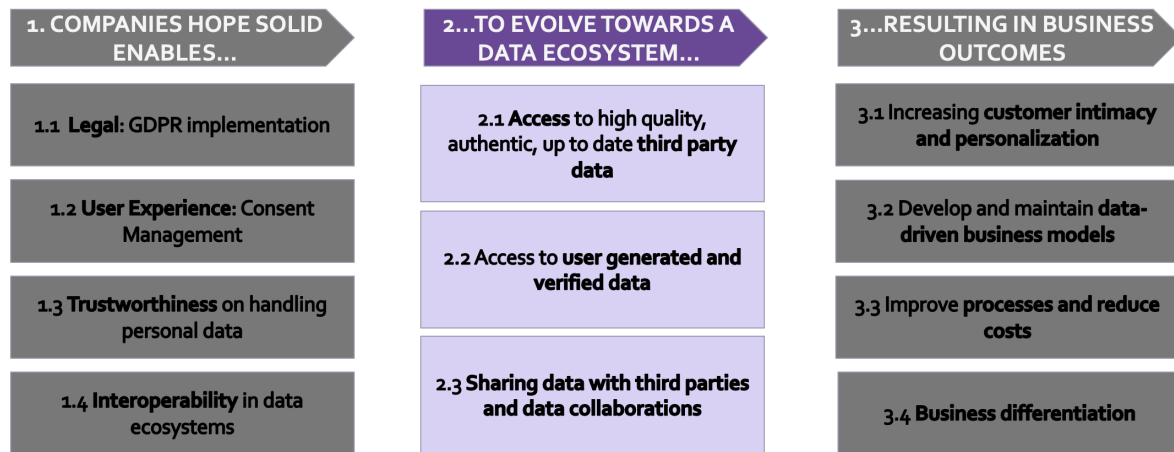 1. COMPANIES HOPE SOLID
ENABLES...
1.1 Legal: GDPR implementation
1.2 User Experience: Consent
Management
1.3 Trustworthiness on handling
personal data
1.4 Interoperability in data
ecosystems
2...TO EVOLVE TOWARDS A
DATA ECOSYSTEM...
2.1 Access to high quality,
authentic, up to date third party
data
2.2 Access to user generated and
verified data
2.3 Sharing data with third parties
and data collaborations
3...RESULTING IN BUSINESS
OUTCOMES
3.1 Increasing customer intimacy
and personalization
3.2 Develop and maintain data-
driven business models
3.3 Improve processes and reduce
costs
3.4 Business differentiation